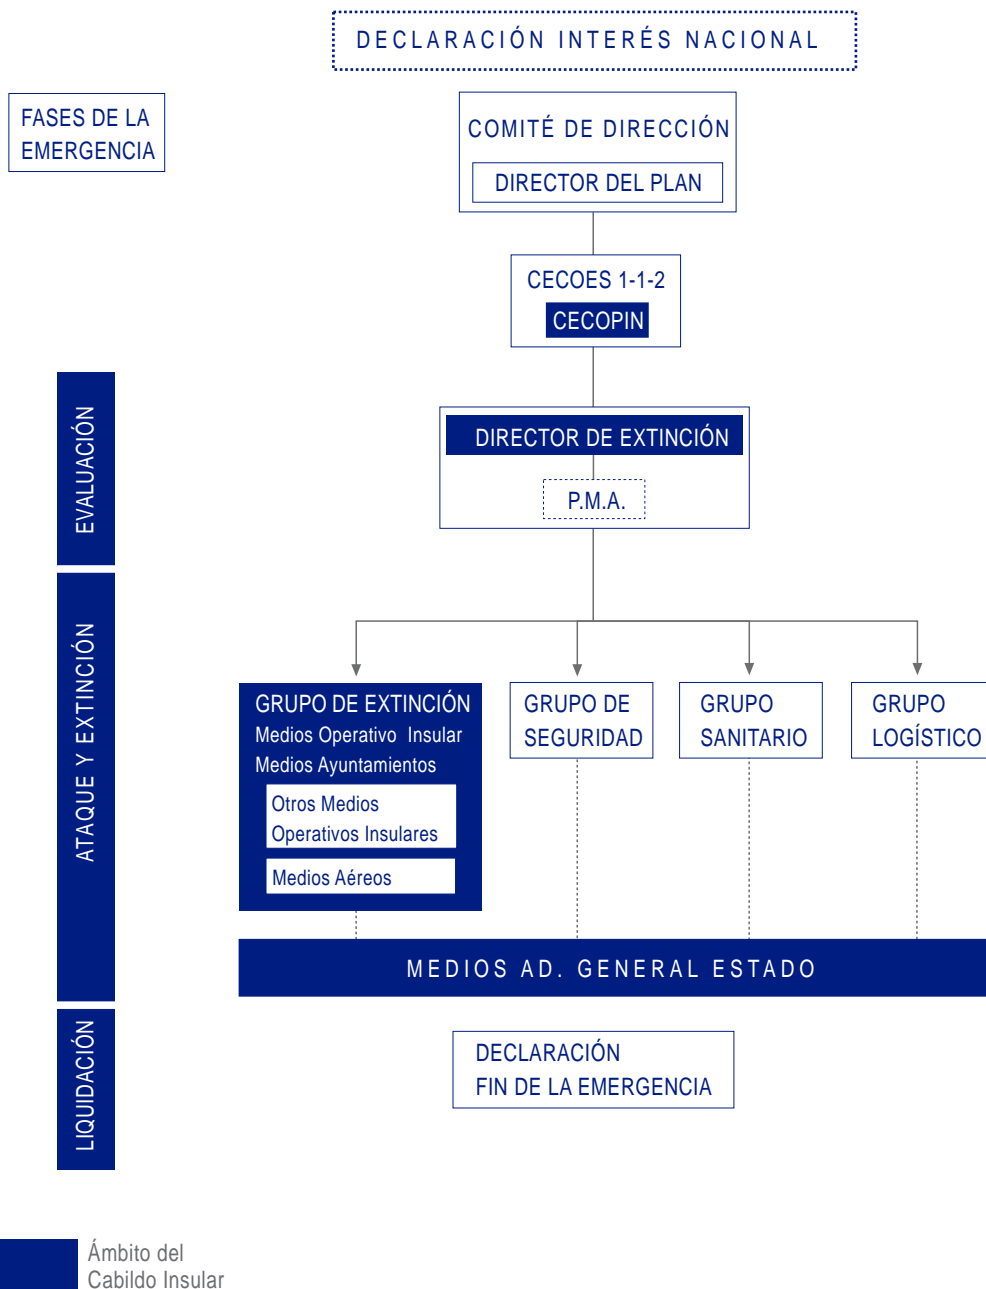 DECLARACIÓN INTERÉS NACIONAL
FASES DE LA
EMERGENCIA
COMITÉ DE DIRECCIÓN
DIRECTOR DEL PLAN
CECOES 1-1-2
CECOPIN
EVALUACIÓN
DIRECTOR DE EXTINCIÓN
P.M.A.
ATAQUE Y EXTINCIÓN
GRUPO DE EXTINCIÓN
Medios Operativo Insular
Medios Ayuntamientos
Otros Medios
Operativos Insulares
Medios Aéreos
GRUPO DE
SEGURIDAD
GRUPO
SANITARIO
GRUPO
LOGÍSTICO
MEDIOS AD. GENERAL ESTADO
LIQUIDACIÓN
DECLARACIÓN
FIN DE LA EMERGENCIA
Ámbito del
Cabildo Insular